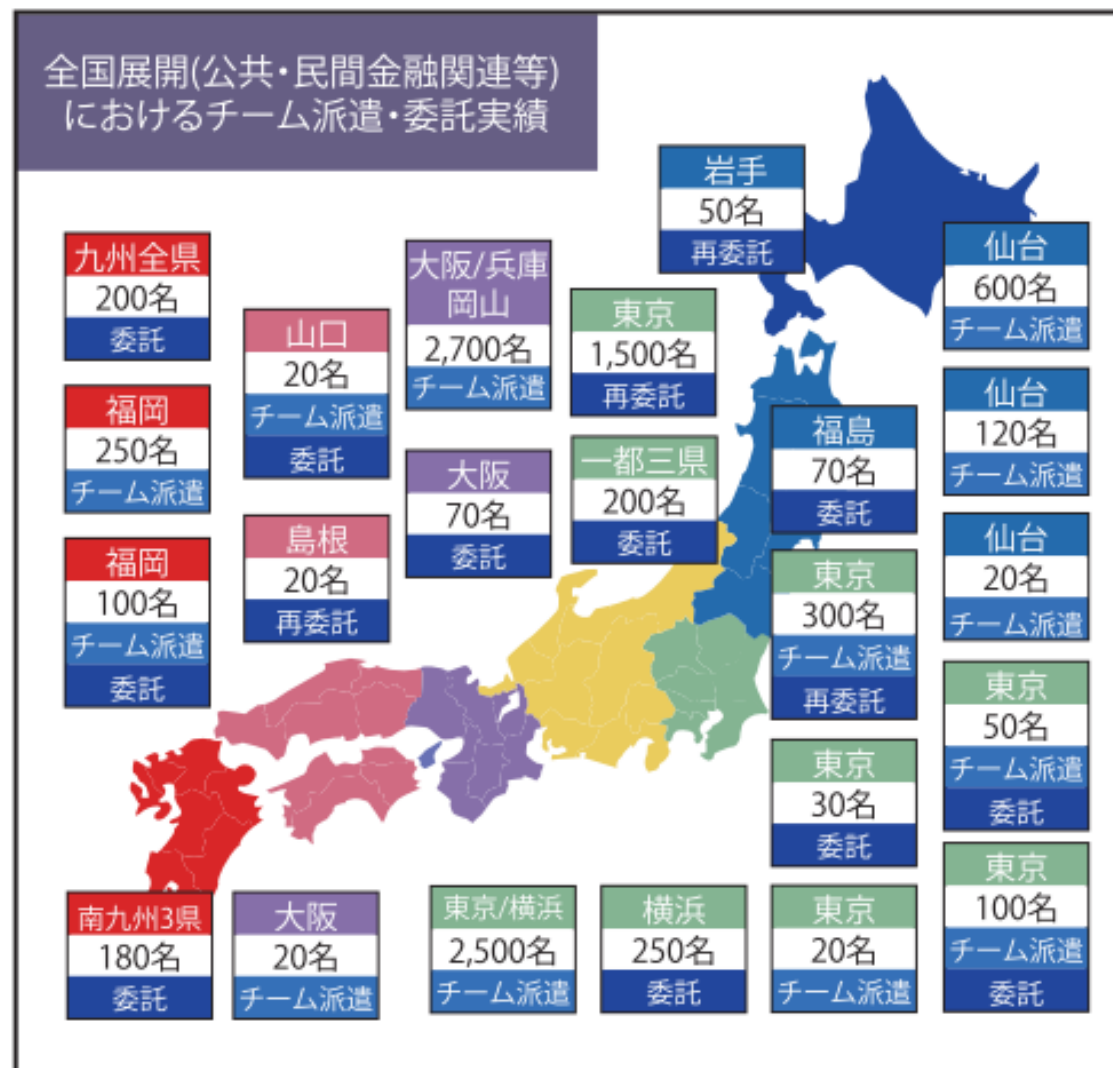 全国展開(公共・民間金融関連等)
におけるチーム派遣・委託実績
岩手
50名
再委託
仙台
600名
チーム派遣
九州全県
200名
委託
大阪/兵庫
岡山
2,700名
チーム派遣
山口
20名
チーム派遣
委託
東京
1,500名
再委託
仙台
120名
チーム派遣
福岡
250名
チーム派遣
大阪
70名
委託
一都三県
200名
委託
福島
70名
委託
仙台
20名
チーム派遣
福岡
100名
チーム派遣
委託
島根
20名
再委託
東京
300名
チーム派遣
再委託
東京
50名
チーム派遣
委託
東京
30名
委託
東京
100名
チーム派遣
委託
南九州3県
180名
委託
大阪
20名
チーム派遣
東京/横浜
2,500名
チーム派遣
横浜
250名
委託
東京
20名
チーム派遣